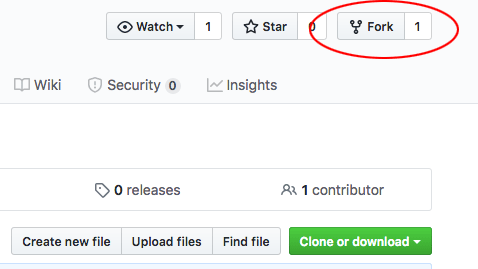 Watch 1 Star 0 Fork 1
Wiki Security 0 Insights
0 releases 1 contributor
Create new file Upload files Find file Clone or download